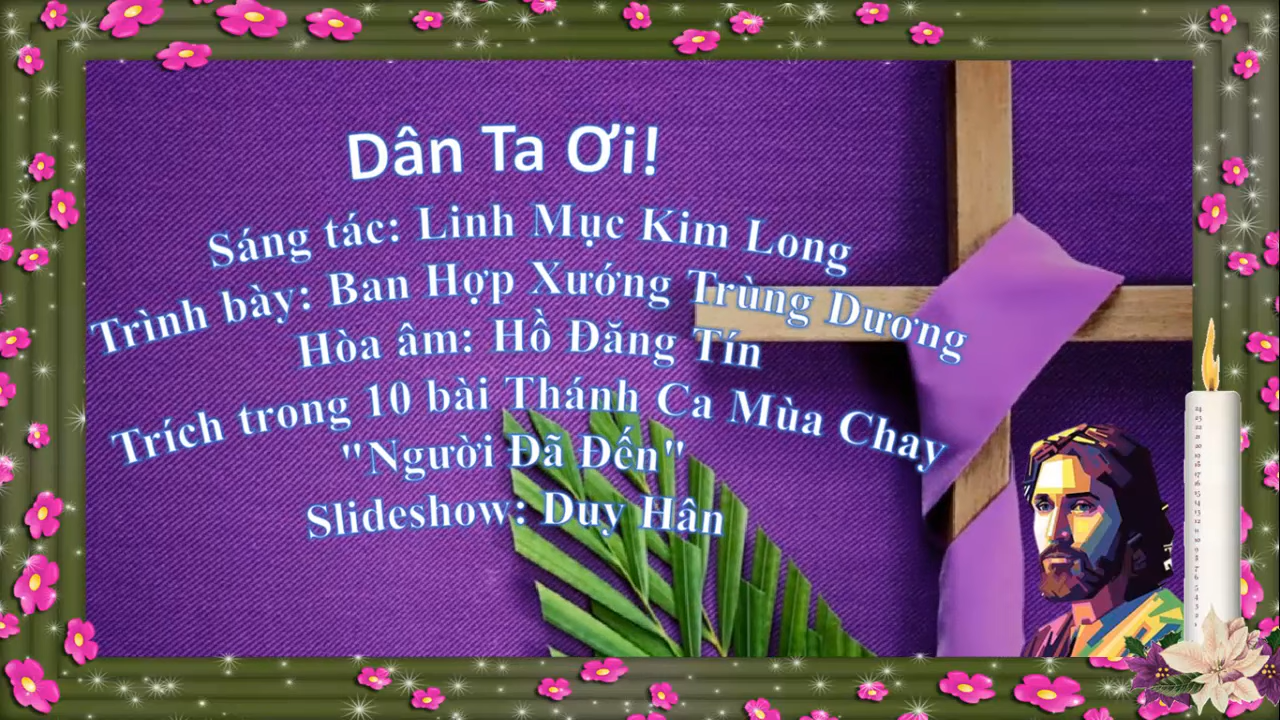 Dân Ta Ơi!
Sáng tác: Linh Mục Kim Long
Trình bày: Ban Hợp Xướng Trùng Dương
Hòa âm: Hồ Đăng Tín
Trích trong 10 bài Thánh Ca Mùa Chay
"Người Đã Đến"
Slideshow: Duy Hân